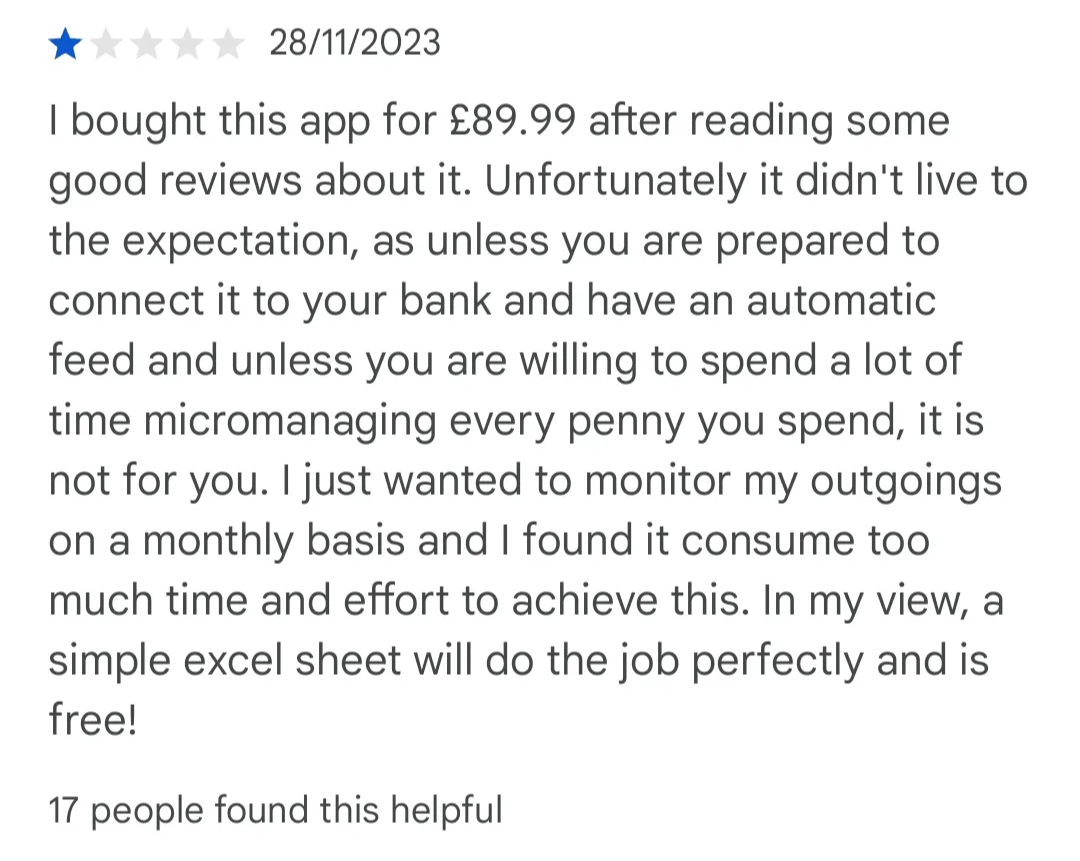 28/11/2023
I bought this app for £89.99 after reading some
good reviews about it. Unfortunately it didn't live to
the expectation, as unless you are prepared to
connect it to your bank and have an automatic
feed and unless you are willing to spend a lot of
time micromanaging every penny you spend, it is
not for you. I just wanted to monitor my outgoings
on a monthly basis and I found it consume too
much time and effort to achieve this. In my view, a
simple excel sheet will do the job perfectly and is
free!
17 people found this helpful